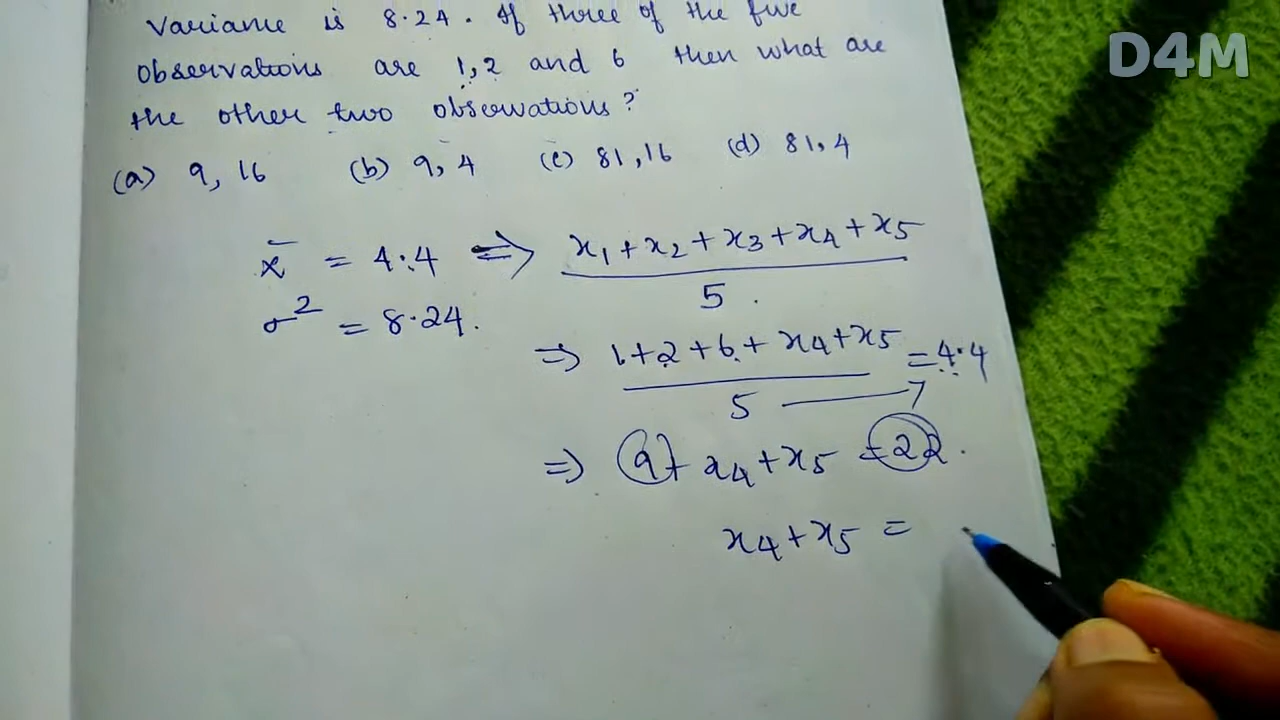 Variance is 8.24. If three of the five
D4M
observations are 1,2 and 6 then what are
the other two observations?
(a) 9, 16 (b) 9, 4 (c) 81,16 (d) 81,4
x̄ = 4.4 ⇒ x₁+x₂+x₃+x₄+x₅
5.
σ² = 8.24.
⇒ 1+2+6+x₄+x₅ = 4.4
5
⇒ 9+ x₄+x₅ = 22.
x₄+x₅ =